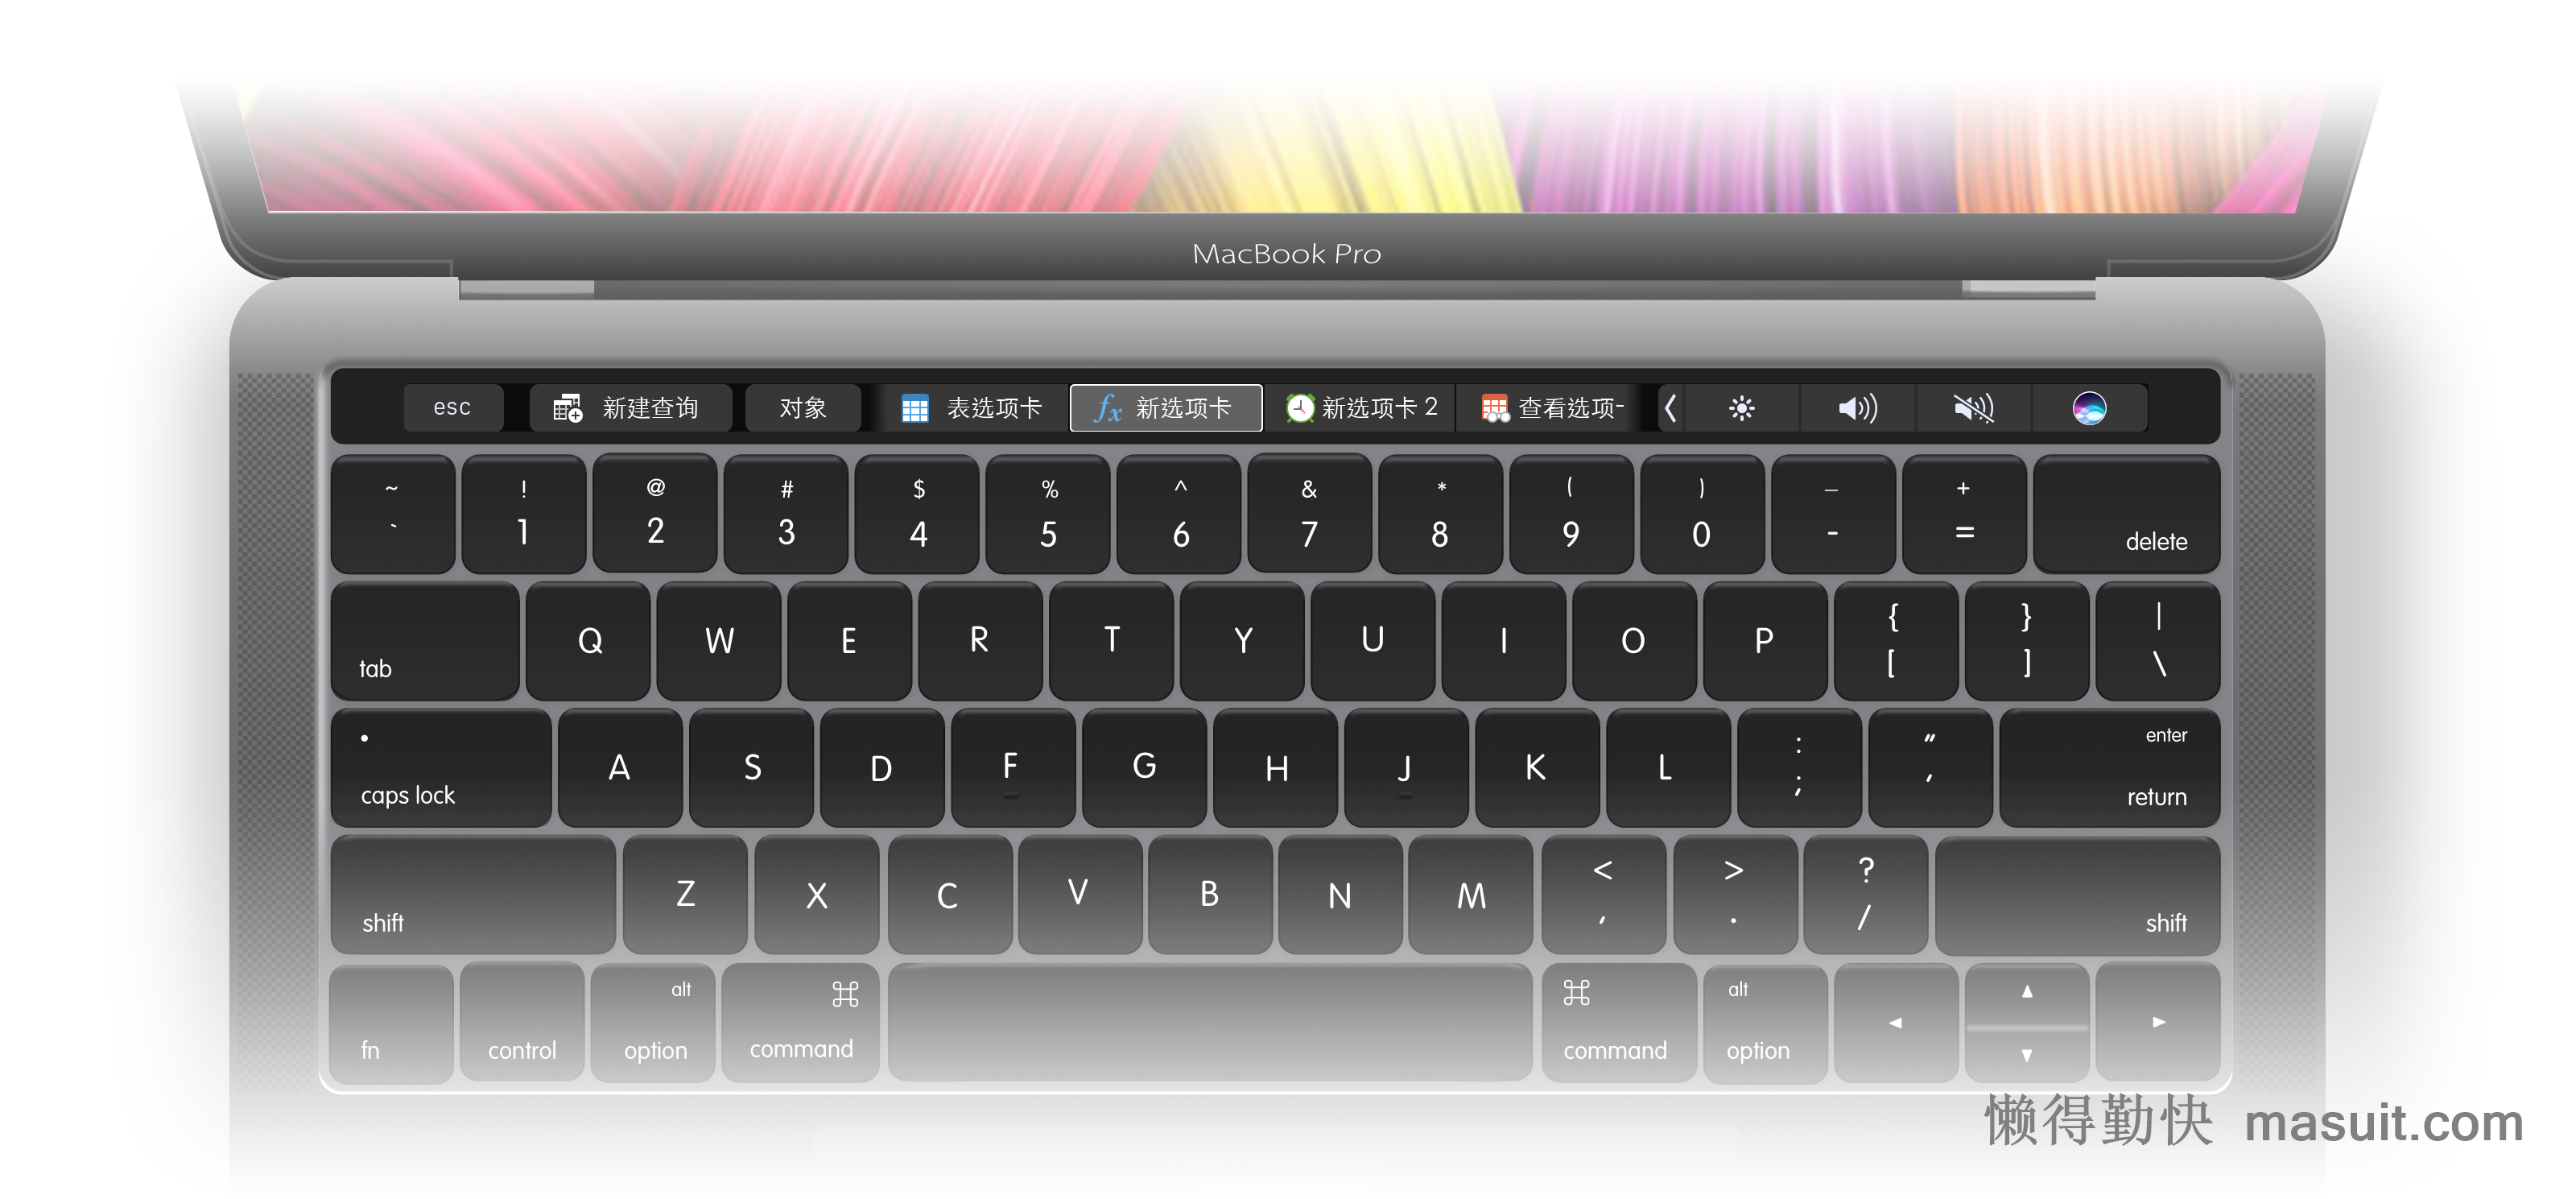 MacBook Pro
esc 新建查询 对象 表选项卡 fx 新选项卡 新选项卡 2 查看选项
~ ! @ # $ % ^ & * ( ) _ +
` 1 2 3 4 5 6 7 8 9 0 - = delete
tab Q W E R T Y U I O P { [ } ] | \
caps lock A S D F G H J K L : ; " ' enter return
shift Z X C V B N M < , > . ? / shift
fn control alt option ⌘ command ⌘ command alt option ◀ ▲ ▼ ▶
懒得勤快 masuit.com